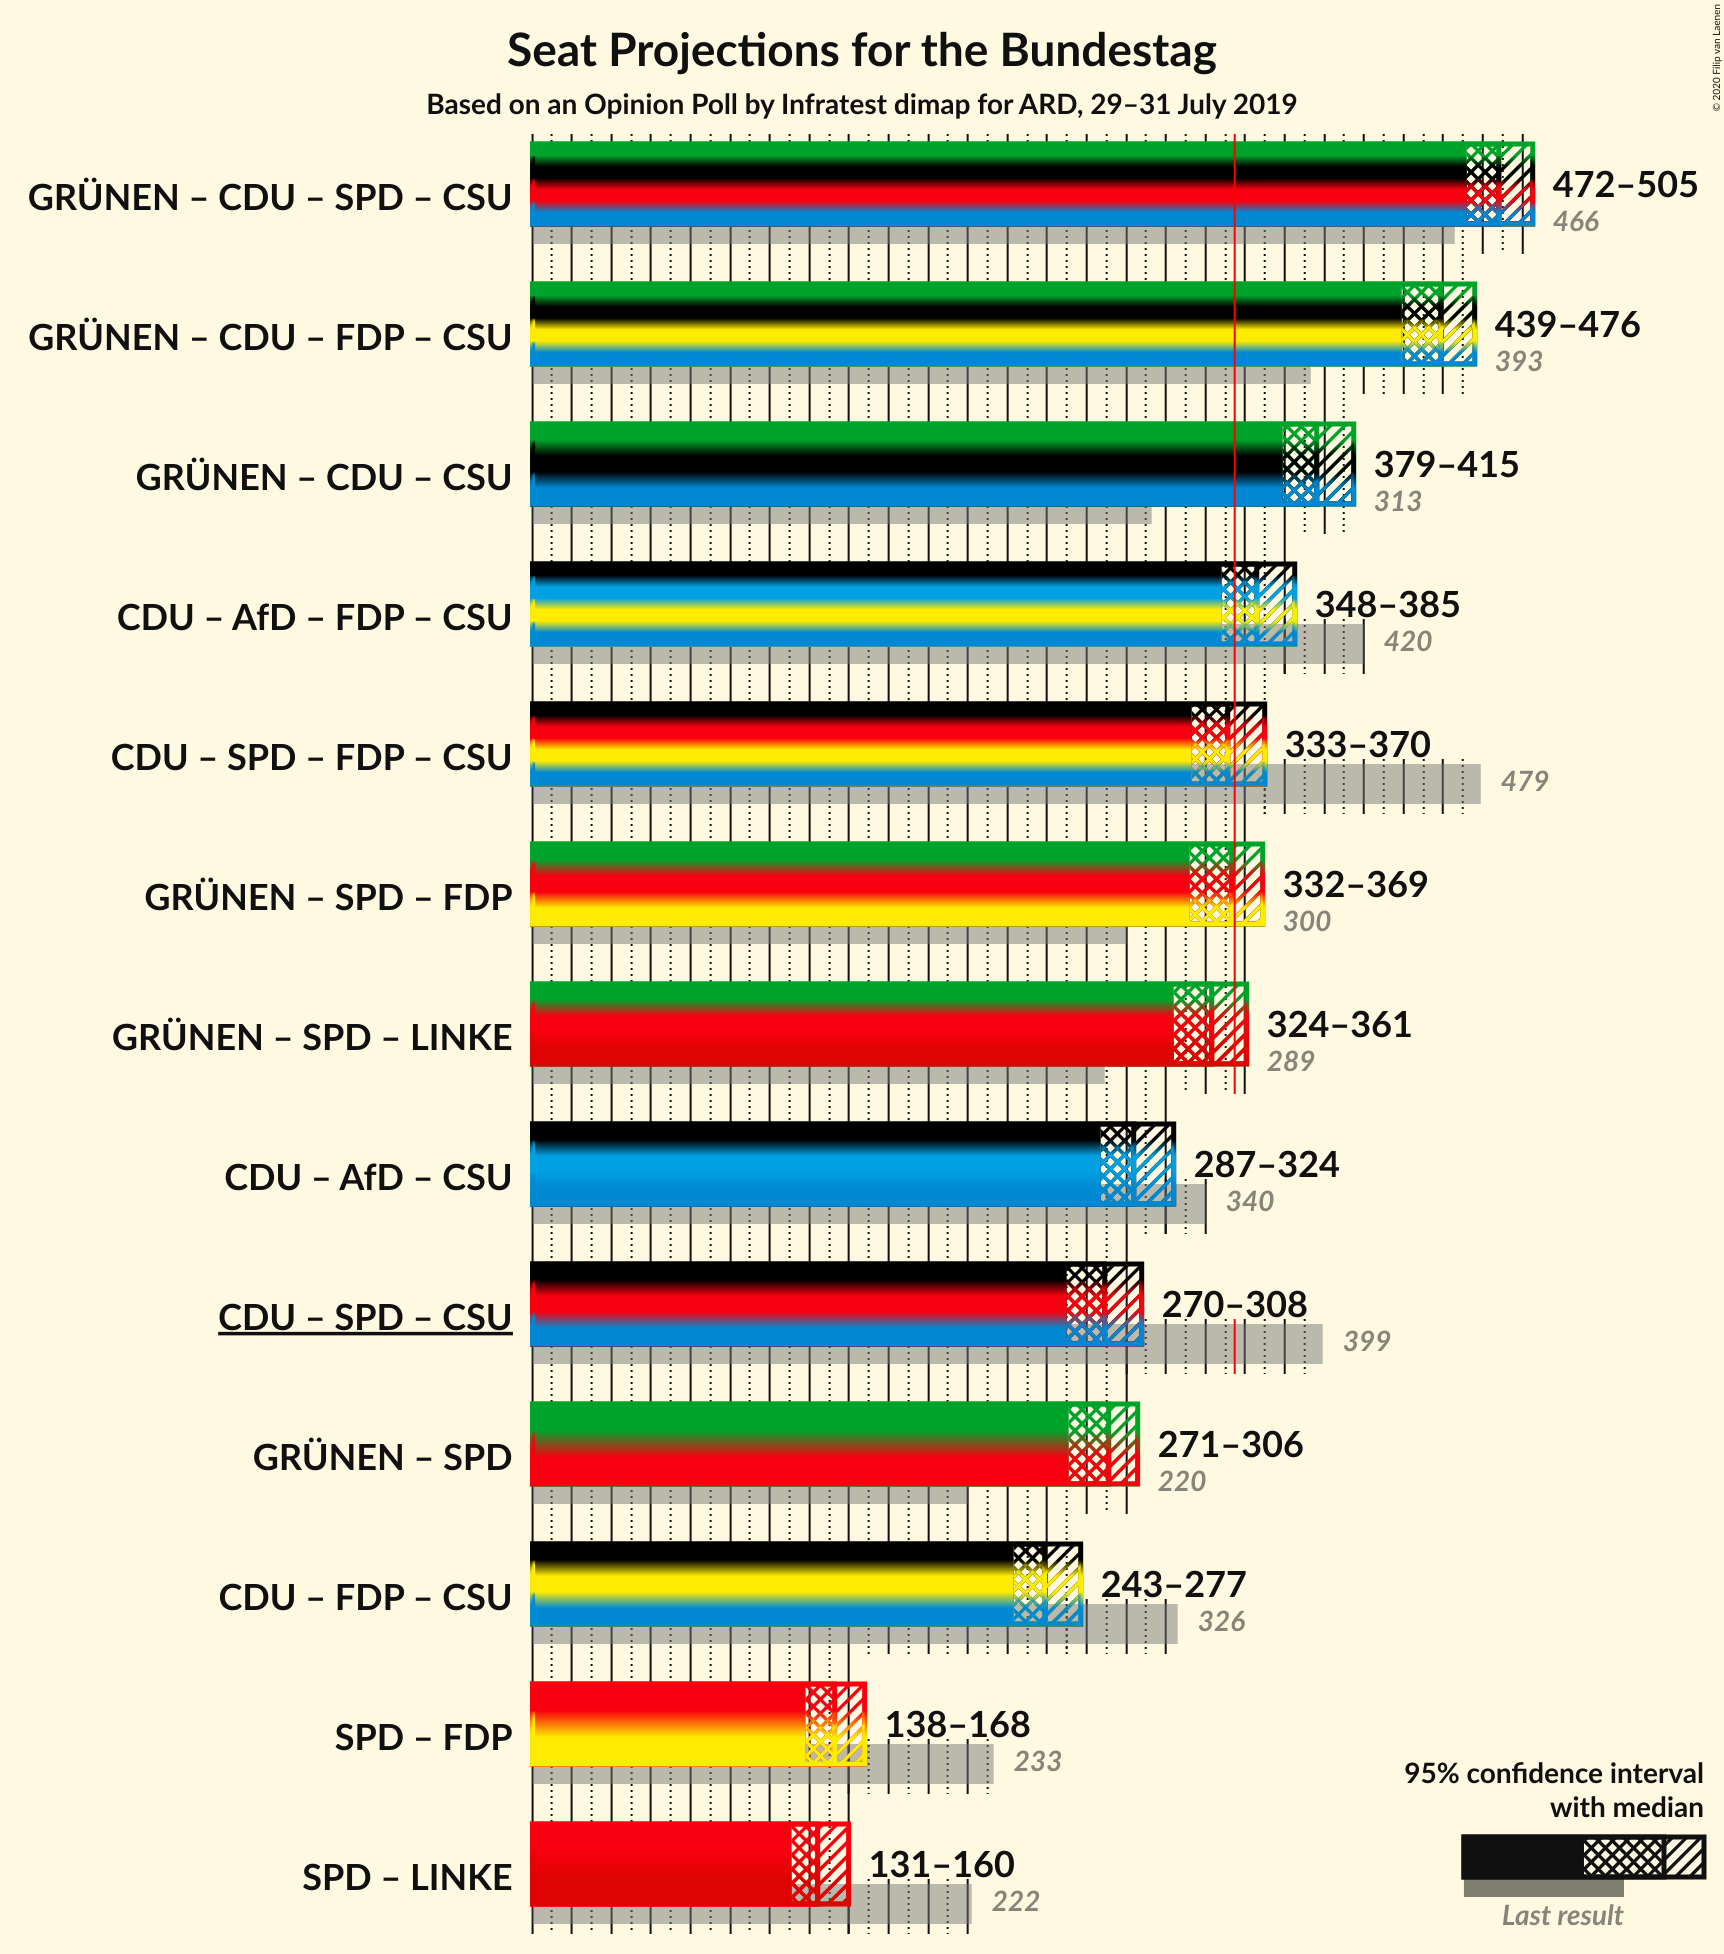 Seat Projections for the Bundestag
Based on an Opinion Poll by Infratest dimap for ARD, 29–31 July 2019
© 2020 Filip van Laenen
GRÜNEN – CDU – SPD – CSU
472–505
466
GRÜNEN – CDU – FDP – CSU
439–476
393
GRÜNEN – CDU – CSU
379–415
313
CDU – AfD – FDP – CSU
348–385
420
CDU – SPD – FDP – CSU
333–370
479
GRÜNEN – SPD – FDP
332–369
300
GRÜNEN – SPD – LINKE
324–361
289
CDU – AfD – CSU
287–324
340
CDU – SPD – CSU
270–308
399
GRÜNEN – SPD
271–306
220
CDU – FDP – CSU
243–277
326
SPD – FDP
138–168
233
SPD – LINKE
131–160
222
95% confidence interval
with median
Last result